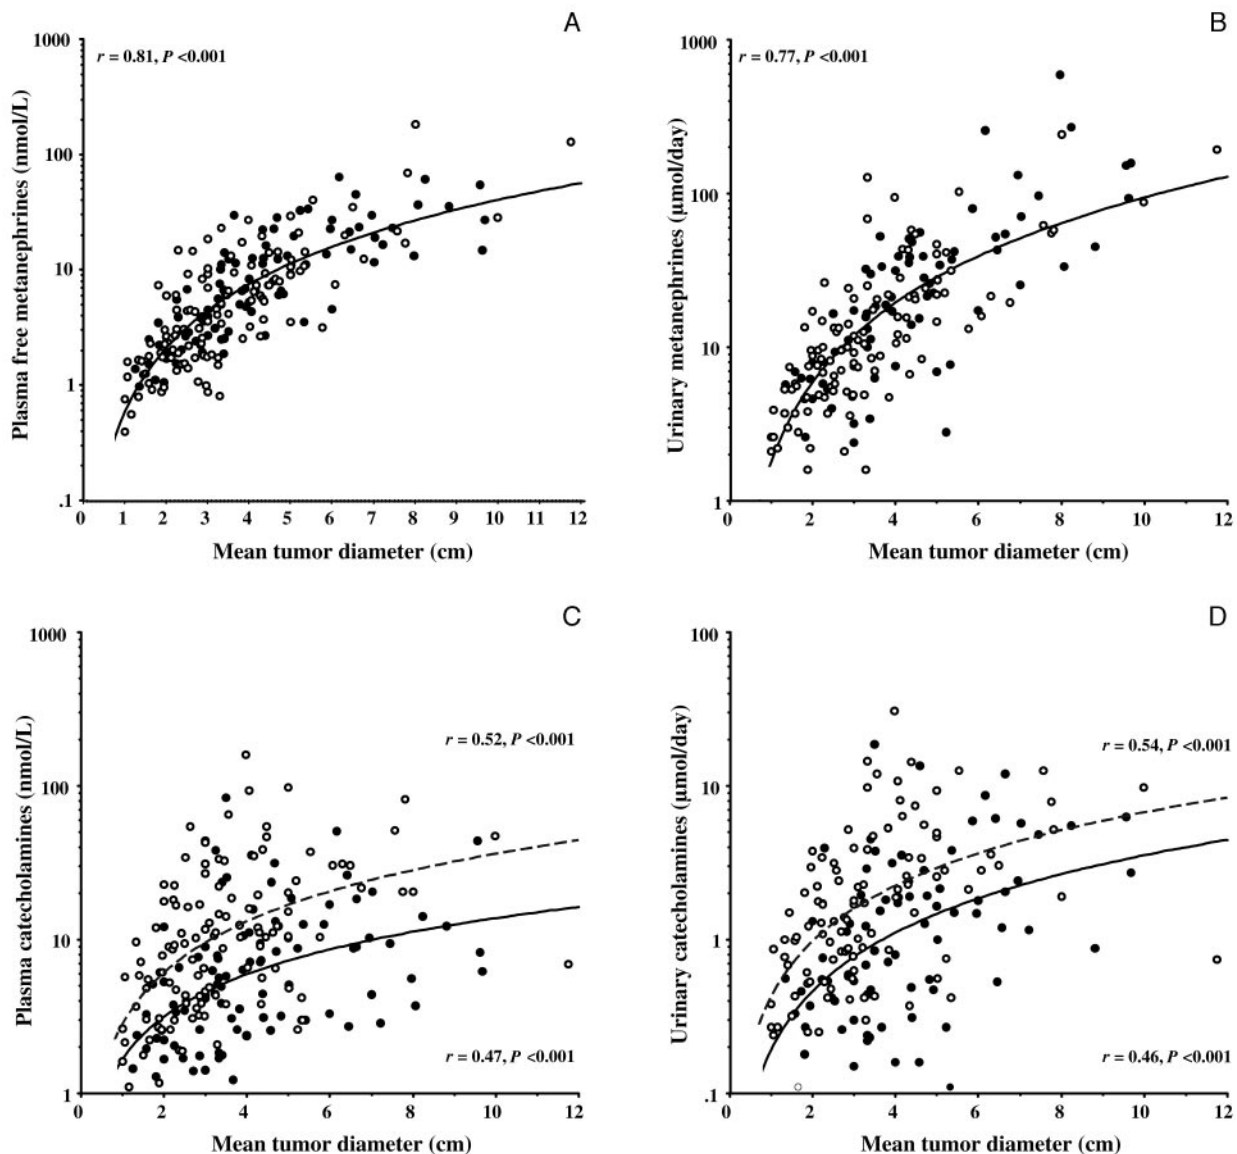 A
r = 0.81, P <0.001
Plasma free metanephrines (nmol/L)
1000
100
10
1
.1
0 1 2 3 4 5 6 7 8 9 10 11 12
Mean tumor diameter (cm)
B
r = 0.77, P <0.001
Urinary metanephrines (μmol/day)
1000
100
10
1
0 2 4 6 8 10 12
Mean tumor diameter (cm)
C
Plasma catecholamines (nmol/L)
1000
100
10
1
r = 0.52, P <0.001
r = 0.47, P <0.001
0 2 4 6 8 10 12
Mean tumor diameter (cm)
D
Urinary catecholamines (μmol/day)
100
10
1
.1
r = 0.54, P <0.001
r = 0.46, P <0.001
0 2 4 6 8 10 12
Mean tumor diameter (cm)